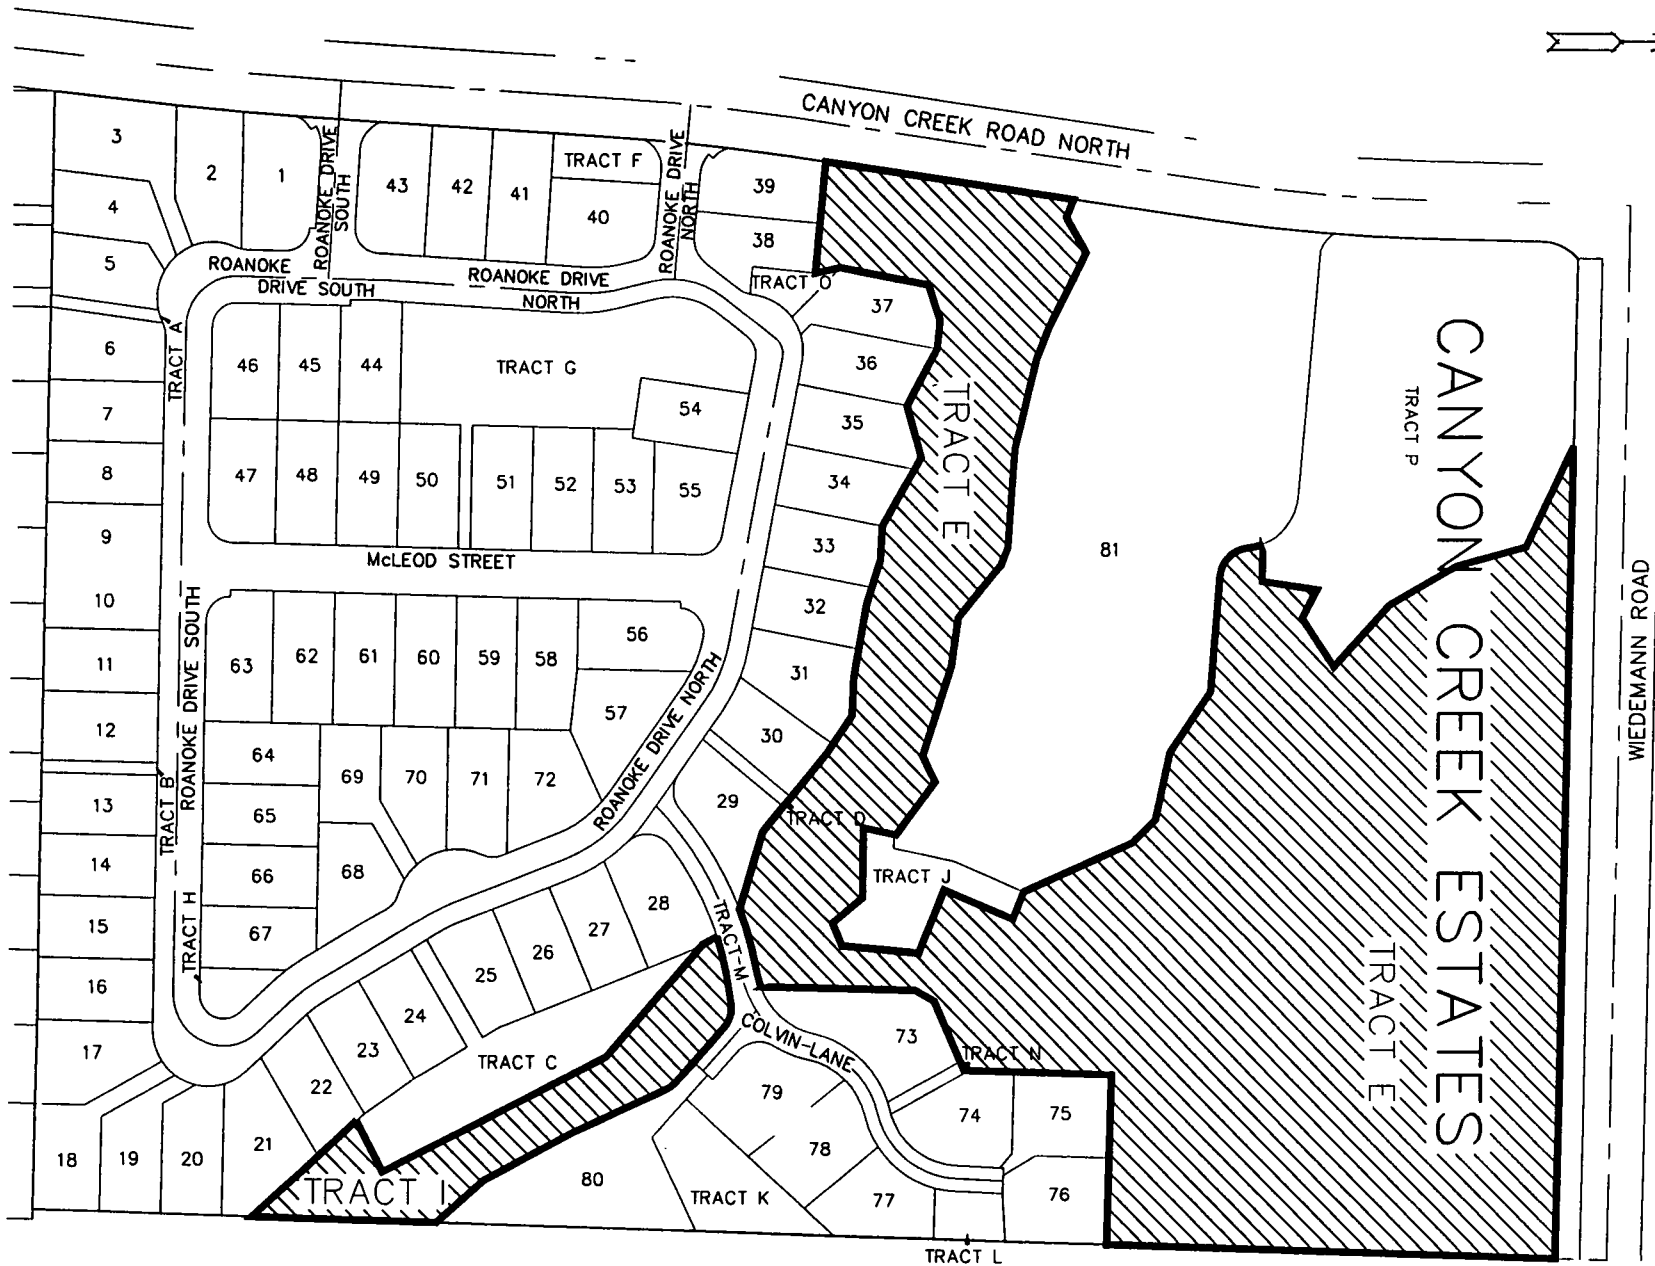 CANYON CREEK ROAD NORTH
3
2
1
ROANOKE DRIVE
SOUTH
43
42
41
TRACT F
40
ROANOKE DRIVE
NORTH
39
38
4
5
ROANOKE
DRIVE SOUTH
ROANOKE DRIVE
NORTH
TRACT O
37
36
35
34
33
32
31
30
29
6
TRACT A
7
8
9
10
11
12
13
14
15
16
17
18
19
20
21
22
23
24
25
26
27
28
46
45
44
TRACT G
54
47
48
49
50
51
52
53
55
McLEOD STREET
ROANOKE DRIVE SOUTH
63
62
61
60
59
58
56
57
ROANOKE DRIVE NORTH
64
65
66
67
68
69
70
71
72
TRACT B
TRACT H
TRACT C
TRACT I
TRACT D
TRACT E
81
TRACT J
TRACT-M
COLVIN-LANE
73
TRACT N
74
75
76
77
78
79
80
TRACT K
TRACT L
TRACT P
CANYON CREEK ESTATES
TRACT E
WIEDEMANN ROAD